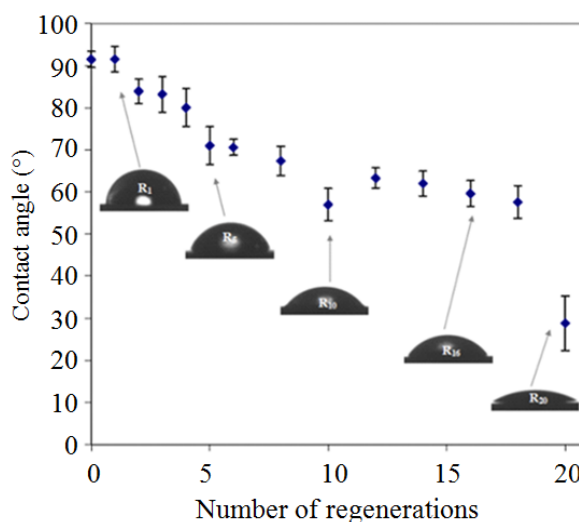 Contact angle (°)
100
90
80
70
60
50
40
30
20
10
0
R₁
R₅
R₁₀
R₁₆
R₂₀
0 5 10 15 20
Number of regenerations